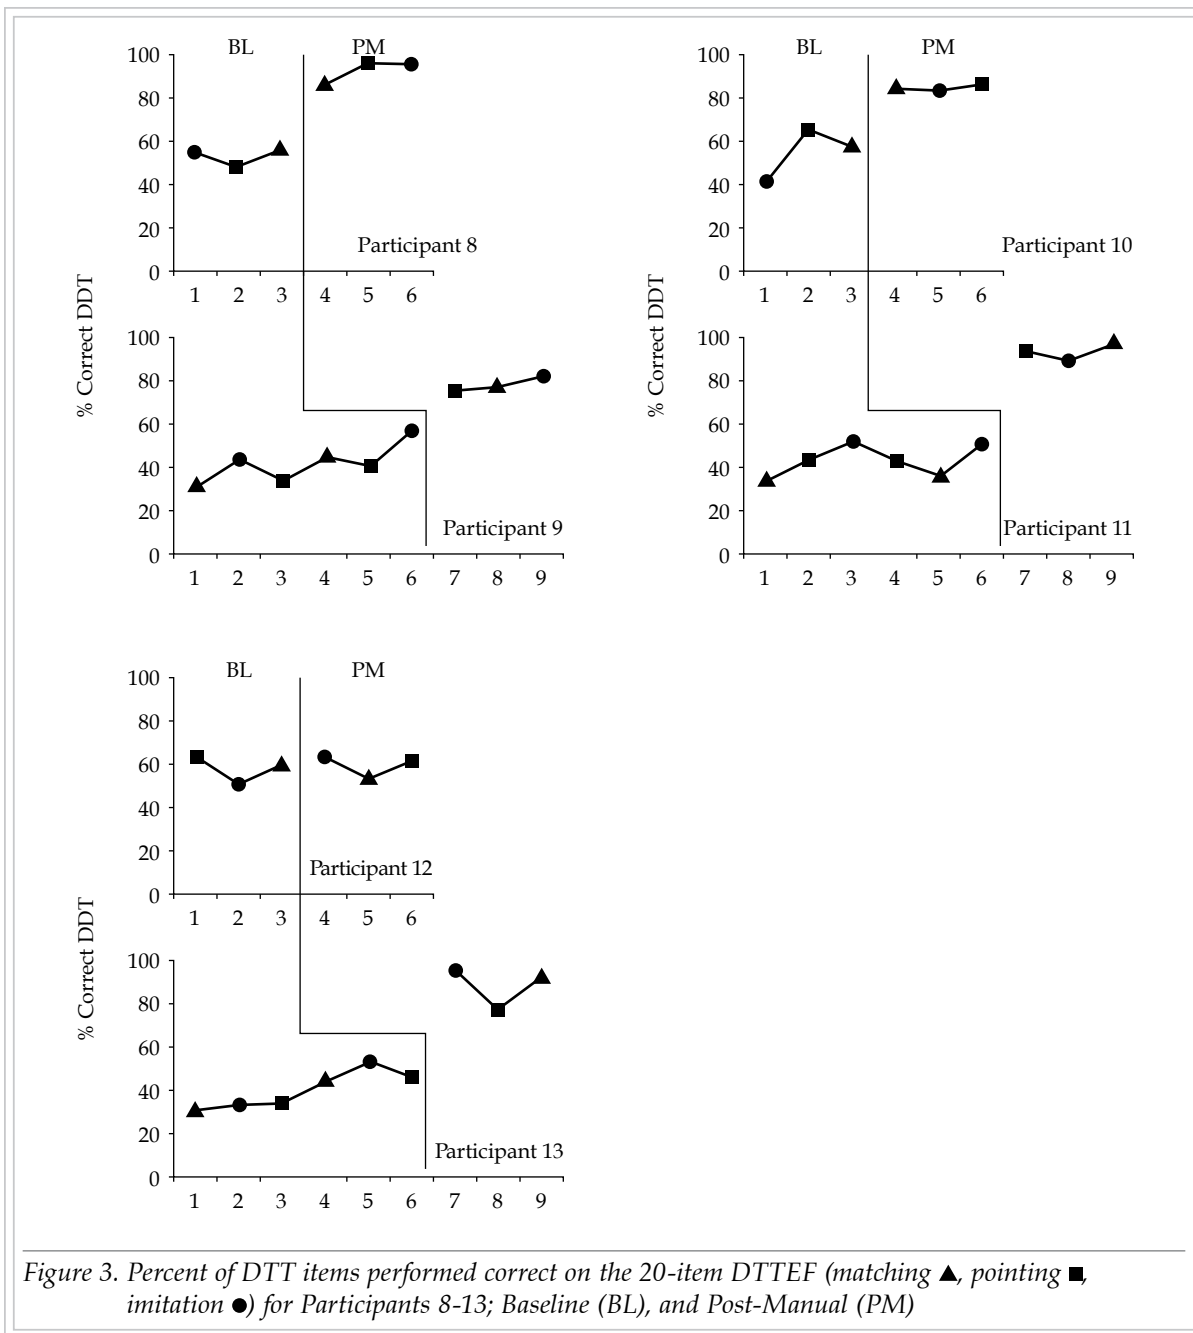 BL PM
100
80
60
40
20
0
Participant 8
1 2 3 4 5 6
% Correct DDT
100
80
60
40
20
0
Participant 9
1 2 3 4 5 6 7 8 9
BL PM
100
80
60
40
20
0
Participant 10
1 2 3 4 5 6
% Correct DDT
100
80
60
40
20
0
Participant 11
1 2 3 4 5 6 7 8 9
BL PM
100
80
60
40
20
0
Participant 12
1 2 3 4 5 6
% Correct DDT
100
80
60
40
20
0
Participant 13
1 2 3 4 5 6 7 8 9
Figure 3. Percent of DTT items performed correct on the 20-item DTTEF (matching ▲, pointing ■,
imitation ●) for Participants 8-13; Baseline (BL), and Post-Manual (PM)